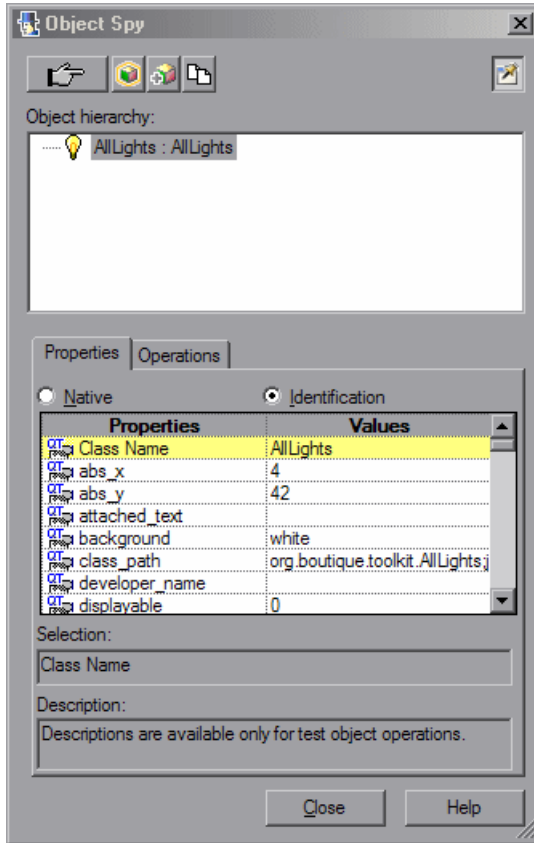 Object Spy
Object hierarchy:
AllLights : AllLights
Properties Operations
Native Identification
Properties Values
Class Name AllLights
abs_x 4
abs_y 42
attached_text
background white
class_path org.boutique.toolkit.AllLights;j
developer_name
displayable 0
Selection:
Class Name
Description:
Descriptions are available only for test object operations.
Close Help